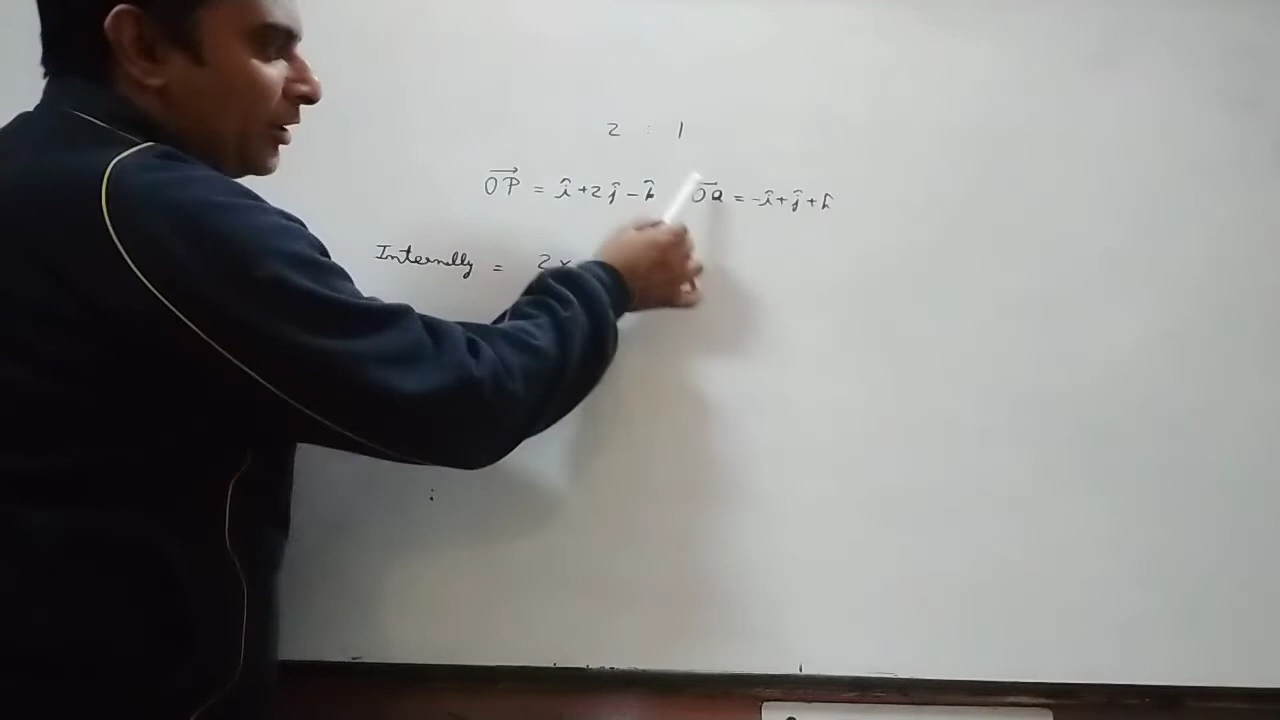 2 : 1
OP⃗ = î + 2ĵ - k̂ OQ⃗ = -î + ĵ + k̂
Internally = 2 x